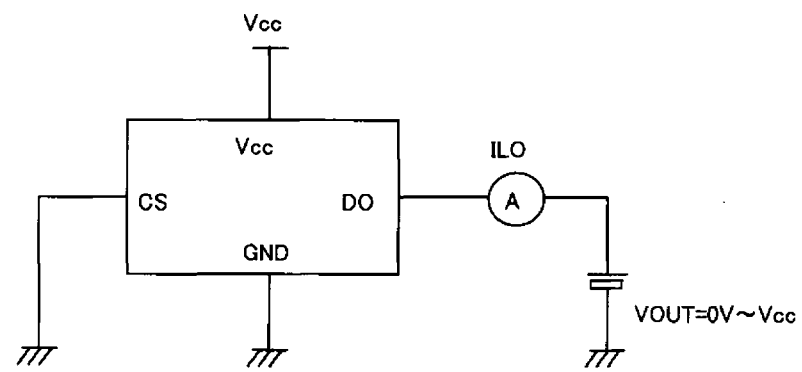 Vcc
Vcc
ILO
CS
DO
A
GND
VOUT=0V～Vcc